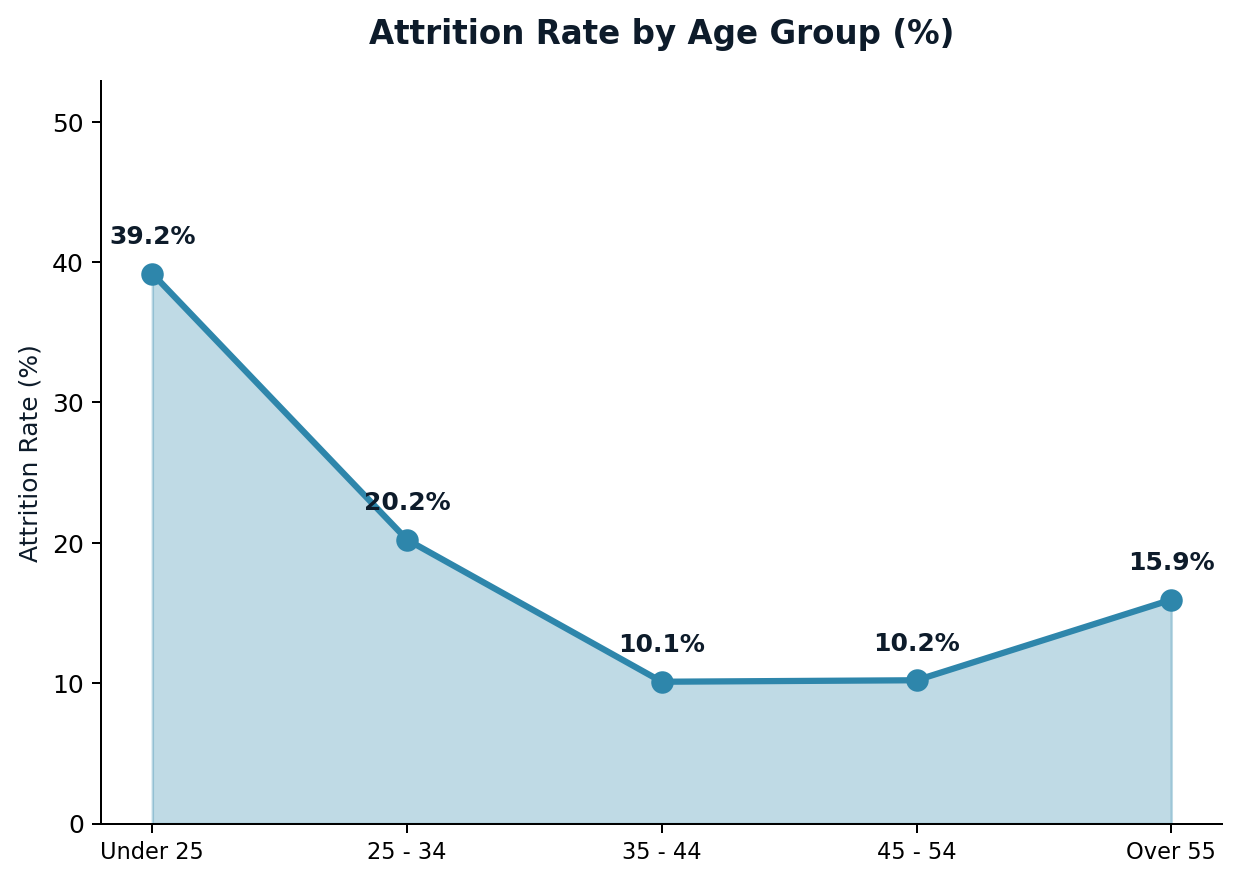 Attrition Rate by Age Group (%)
50
40
30
20
10
0
Attrition Rate (%)
39.2%
20.2%
10.1%
10.2%
15.9%
Under 25
25 - 34
35 - 44
45 - 54
Over 55